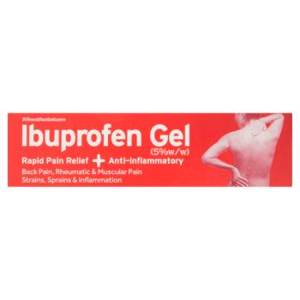 Ibuprofen Gel
(5%w/w)
Rapid Pain Relief + Anti-inflammatory
Back Pain, Rheumatic & Muscular Pain
Strains, Sprains & Inflammation